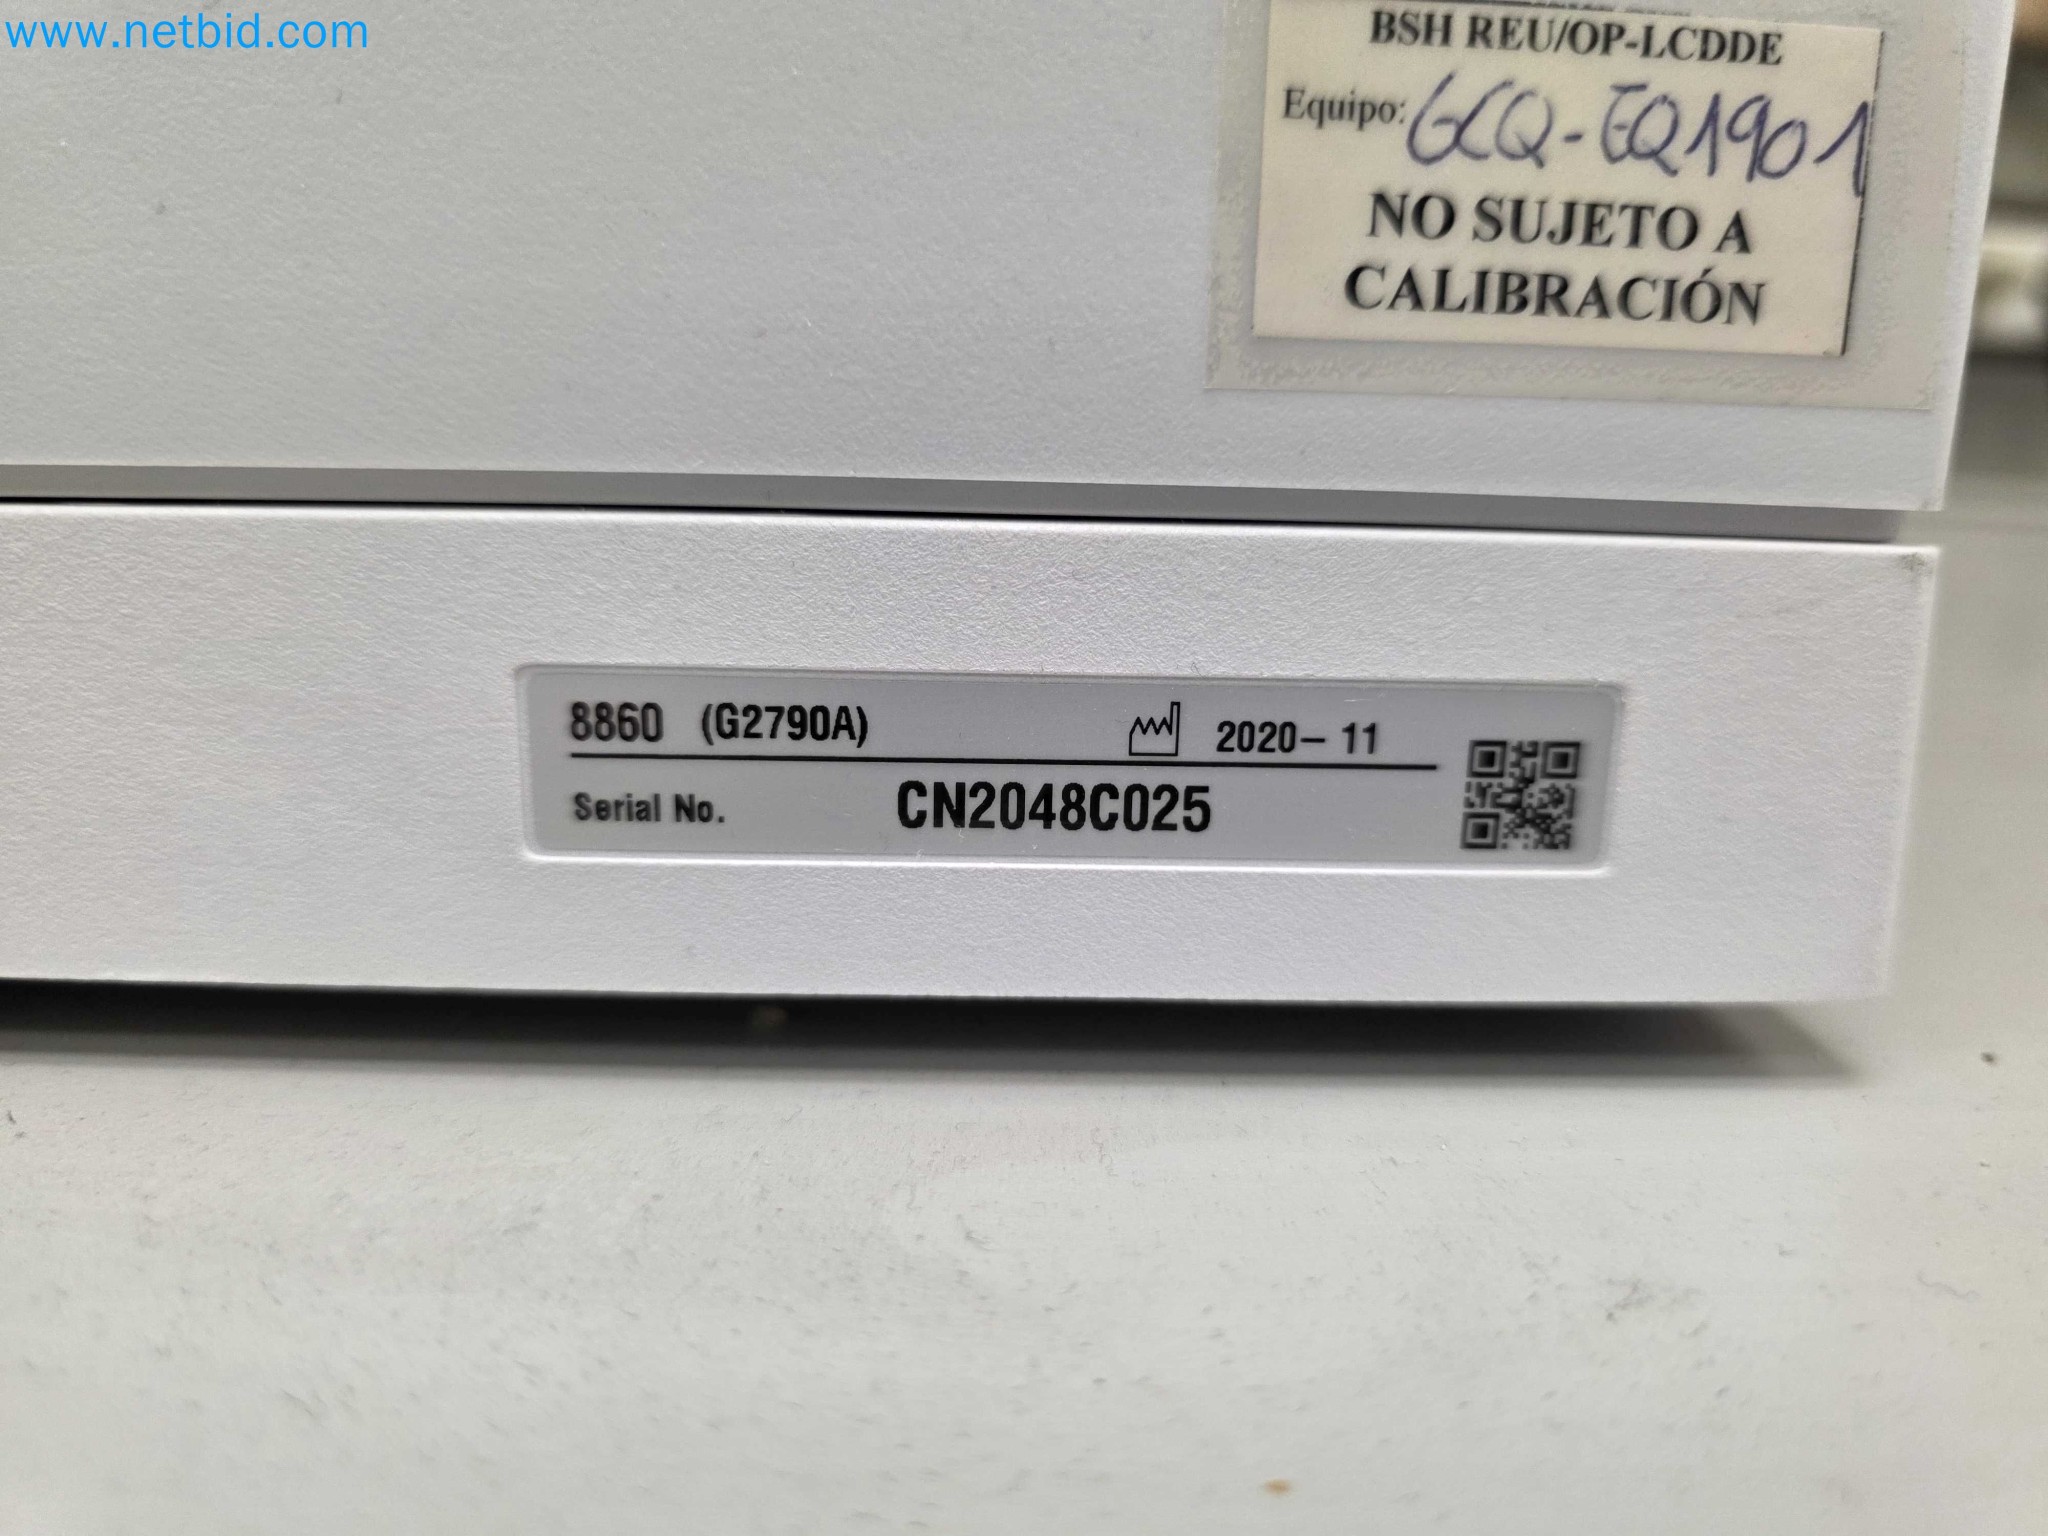 www.netbid.com
BSH REU/OP-LCDDE
Equipo: GCQ-EQ1901
NO SUJETO A
CALIBRACIÓN
8860 (G2790A) 2020-11
Serial No. CN2048C025